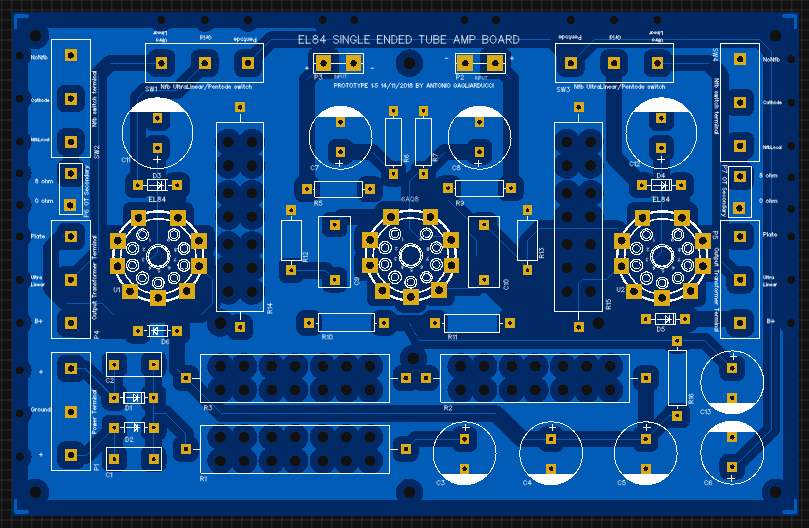 EL84 SINGLE ENDED TUBE AMP BOARD
Ultra Linear
Grid
Pentode
Ultra Linear
Grid
Pentode
NoNfb
Cathode
NfbLocal
Nfb switch terminal
SW2
SW1
Nfb UltraLinear/Pentode switch
+ P3 INPUT -
- P2 INPUT +
PROTOTYPE 1.5 14/11/2018 BY ANTONIO GAGLIARDUCCI
SW3
Nfb UltraLinear/Pentode switch
SW4
Nfb switch terminal
NoNfb
Cathode
NfbLocal
C11
C7
R6
R7
C8
C12
8 ohm
0 ohm
P6 OT Secondary
D3
EL84
R5
6AQ8
R9
D4
EL84
P7 OT Secondary
8 ohm
0 ohm
Plate
Ultra Linear
B+
Output Transformer Terminal
P4
U1
D6
R14
R12
C9
C10
R13
R15
U2
D5
P5
Output Transformer Terminal
Plate
Ultra Linear
B+
R10
R11
+
Ground
+
Power Terminal
P1
C2
D1
D2
C1
R3
R2
R16
C13
R1
C3
C4
C5
C6